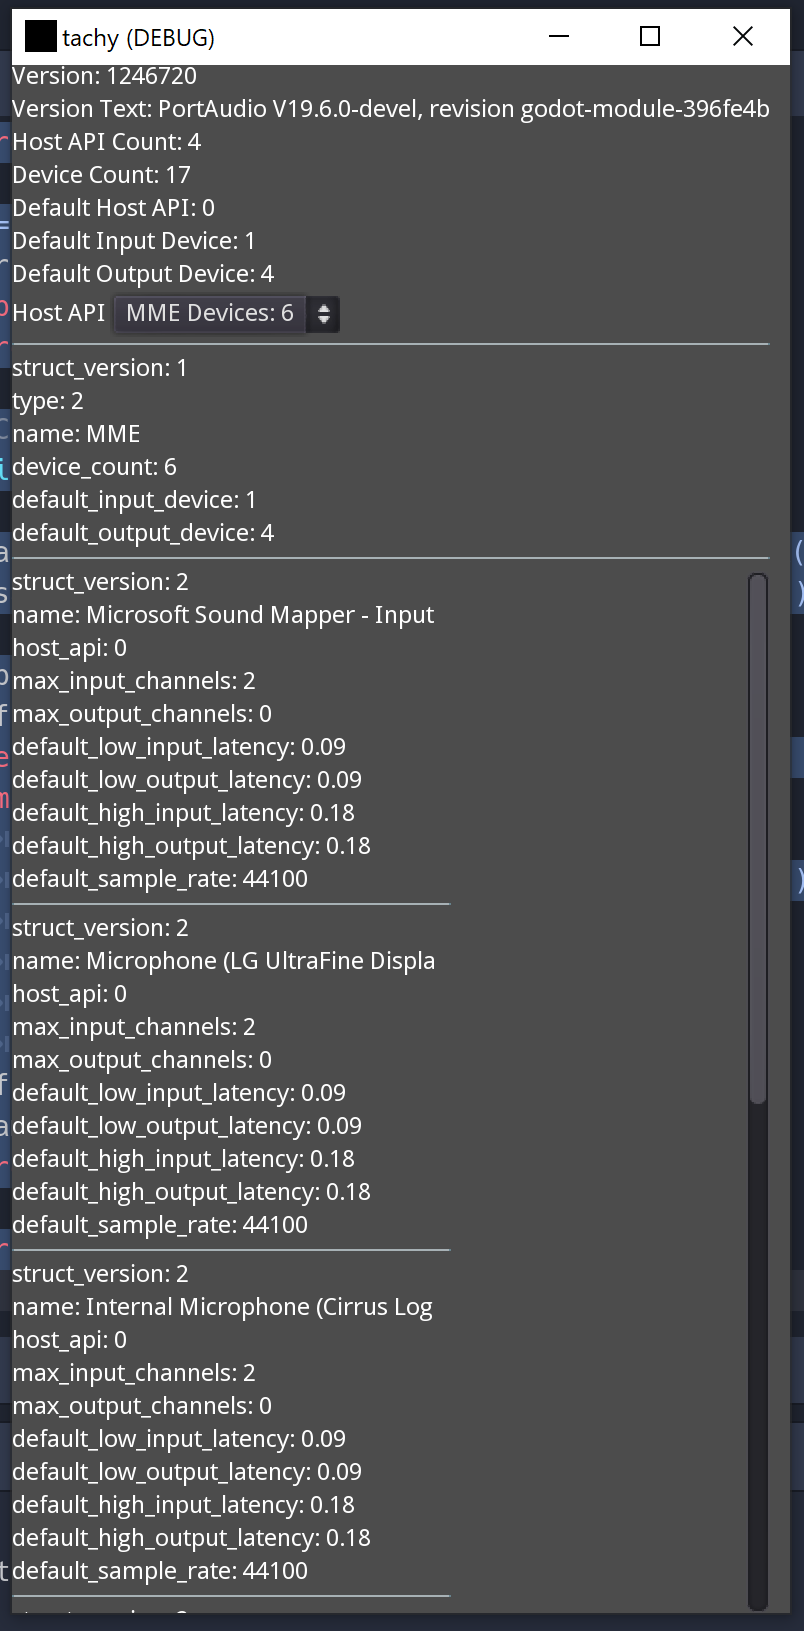 tachy (DEBUG)
Version: 1246720
Version Text: PortAudio V19.6.0-devel, revision godot-module-396fe4b
Host API Count: 4
Device Count: 17
Default Host API: 0
Default Input Device: 1
Default Output Device: 4
Host API MME Devices: 6
struct_version: 1
type: 2
name: MME
device_count: 6
default_input_device: 1
default_output_device: 4
struct_version: 2
name: Microsoft Sound Mapper - Input
host_api: 0
max_input_channels: 2
max_output_channels: 0
default_low_input_latency: 0.09
default_low_output_latency: 0.09
default_high_input_latency: 0.18
default_high_output_latency: 0.18
default_sample_rate: 44100
struct_version: 2
name: Microphone (LG UltraFine Displa
host_api: 0
max_input_channels: 2
max_output_channels: 0
default_low_input_latency: 0.09
default_low_output_latency: 0.09
default_high_input_latency: 0.18
default_high_output_latency: 0.18
default_sample_rate: 44100
struct_version: 2
name: Internal Microphone (Cirrus Log
host_api: 0
max_input_channels: 2
max_output_channels: 0
default_low_input_latency: 0.09
default_low_output_latency: 0.09
default_high_input_latency: 0.18
default_high_output_latency: 0.18
default_sample_rate: 44100